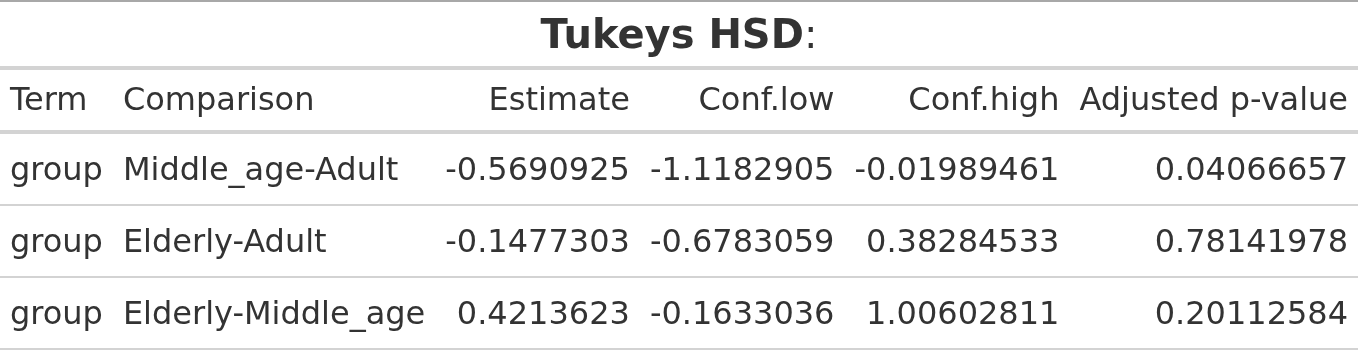 Tukeys HSD:
Term Comparison Estimate Conf.low Conf.high Adjusted p-value
group Middle_age-Adult -0.5690925 -1.1182905 -0.01989461 0.04066657
group Elderly-Adult -0.1477303 -0.6783059 0.38284533 0.78141978
group Elderly-Middle_age 0.4213623 -0.1633036 1.00602811 0.20112584